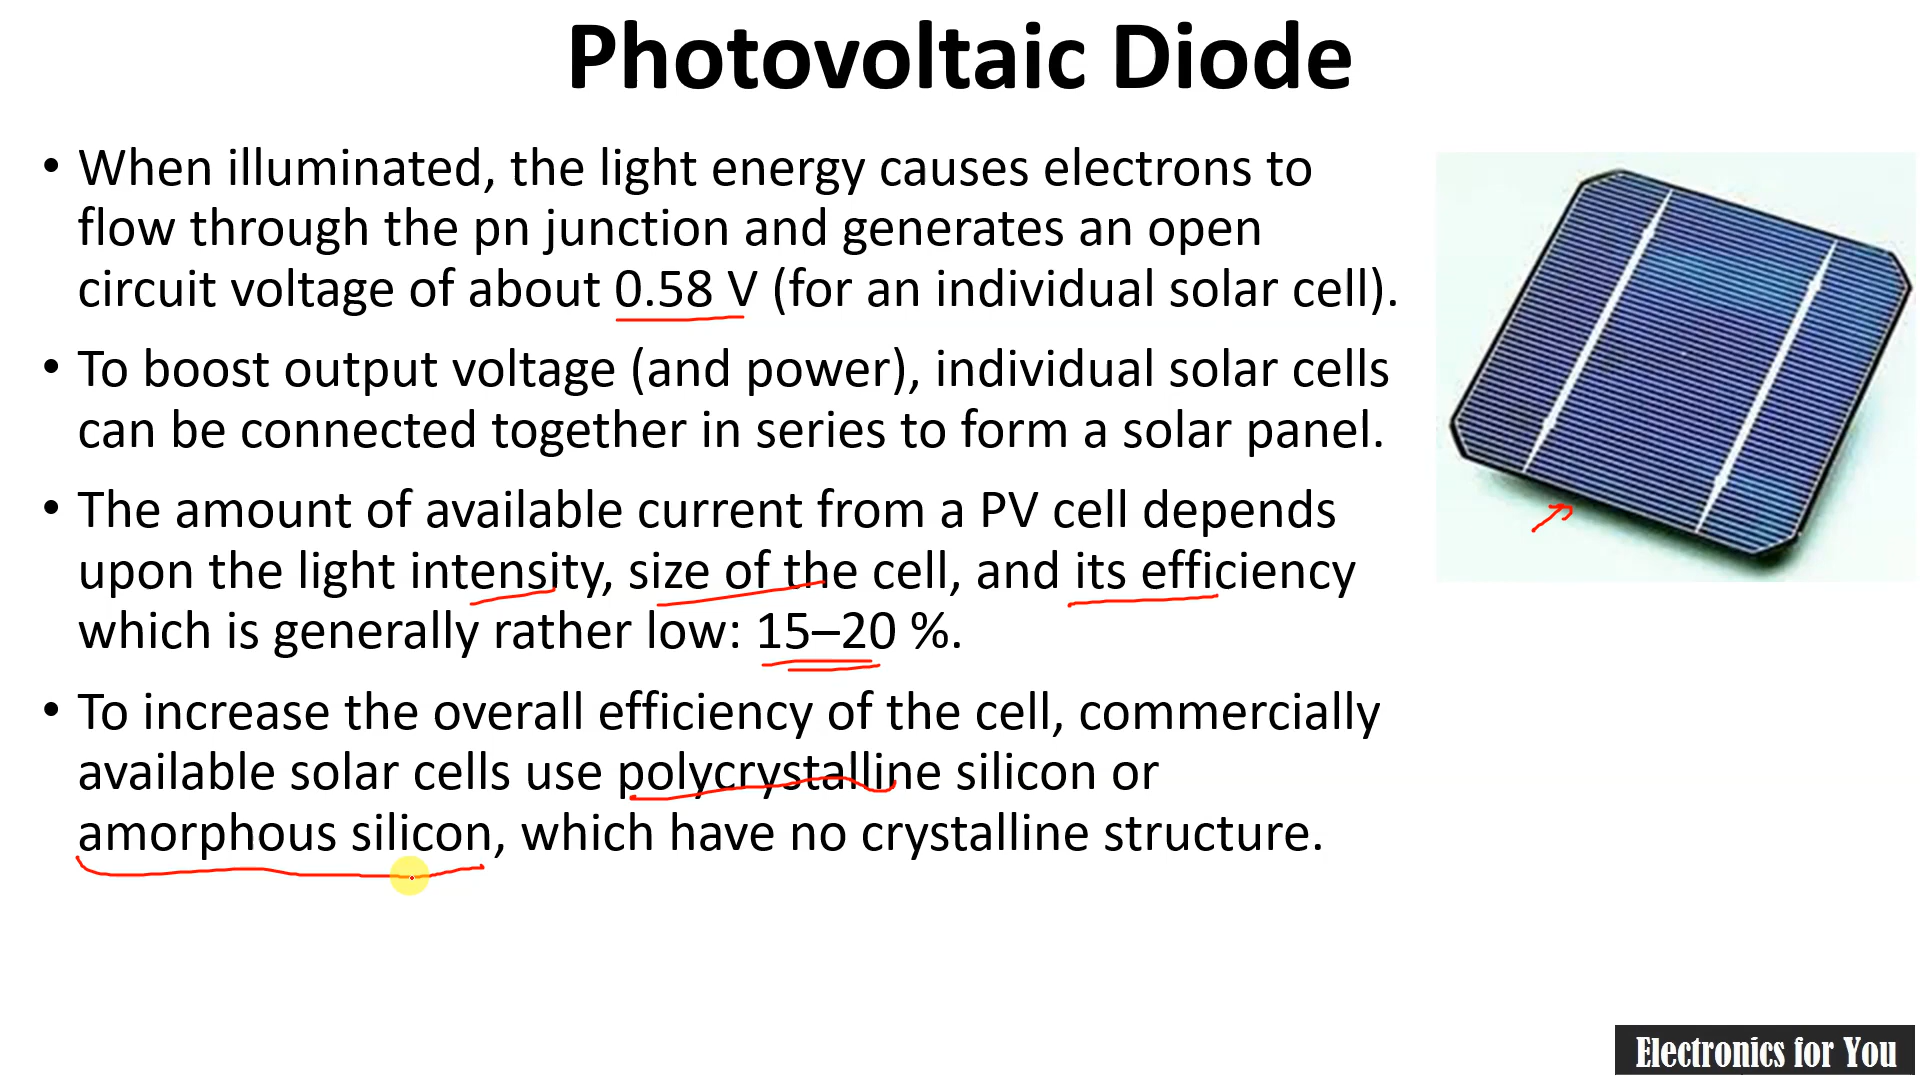 Photovoltaic Diode
• When illuminated, the light energy causes electrons to
flow through the pn junction and generates an open
circuit voltage of about 0.58 V (for an individual solar cell).
• To boost output voltage (and power), individual solar cells
can be connected together in series to form a solar panel.
• The amount of available current from a PV cell depends
upon the light intensity, size of the cell, and its efficiency
which is generally rather low: 15–20 %.
• To increase the overall efficiency of the cell, commercially
available solar cells use polycrystalline silicon or
amorphous silicon, which have no crystalline structure.
Electronics for You